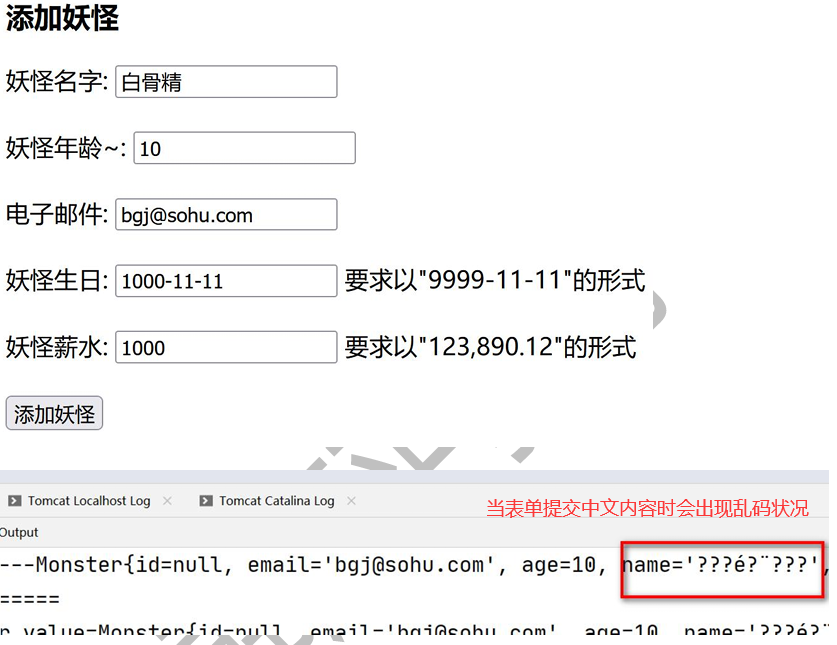 添加妖怪
妖怪名字: 白骨精
妖怪年龄~: 10
电子邮件: bgj@sohu.com
妖怪生日: 1000-11-11 要求以"9999-11-11"的形式
妖怪薪水: 1000 要求以"123,890.12"的形式
添加妖怪
Tomcat Localhost Log × Tomcat Catalina Log ×
当表单提交中文内容时会出现乱码状况
Output
---Monster{id=null, email='bgj@sohu.com', age=10, name='???é?¨???',
=====
r value=Monster{id=null, email='bgj@sohu.com', age=10, name='???é?¨